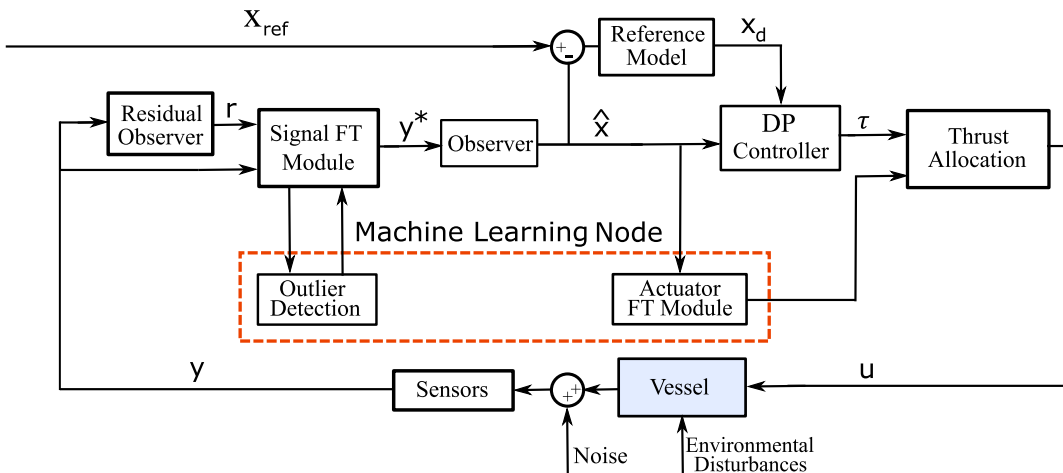 X_ref
+
-
Reference
Model
x_d
Residual
Observer
r
Signal FT
Module
y*
Observer
x̂
DP
Controller
τ
Thrust
Allocation
Machine Learning Node
Outlier
Detection
Actuator
FT Module
y
Sensors
+
+
Vessel
u
Noise
Environmental
Disturbances